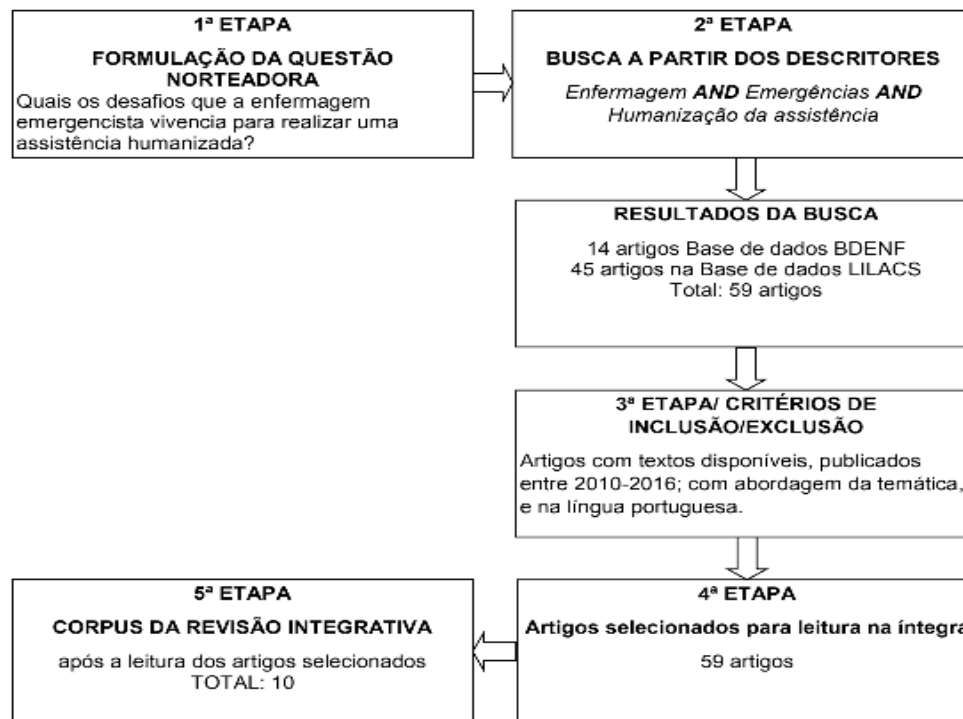 1ª ETAPA
FORMULAÇÃO DA QUESTÃO
NORTEADORA
Quais os desafios que a enfermagem
emergencista vivencia para realizar uma
assistência humanizada?
2ª ETAPA
BUSCA A PARTIR DOS DESCRITORES
Enfermagem AND Emergências AND
Humanização da assistência
RESULTADOS DA BUSCA
14 artigos Base de dados BDENF
45 artigos na Base de dados LILACS
Total: 59 artigos
3ª ETAPA/ CRITÉRIOS DE
INCLUSÃO/EXCLUSÃO
Artigos com textos disponíveis, publicados
entre 2010-2016; com abordagem da temática,
e na língua portuguesa.
4ª ETAPA
Artigos selecionados para leitura na íntegra
59 artigos
5ª ETAPA
CORPUS DA REVISÃO INTEGRATIVA
após a leitura dos artigos selecionados
TOTAL: 10